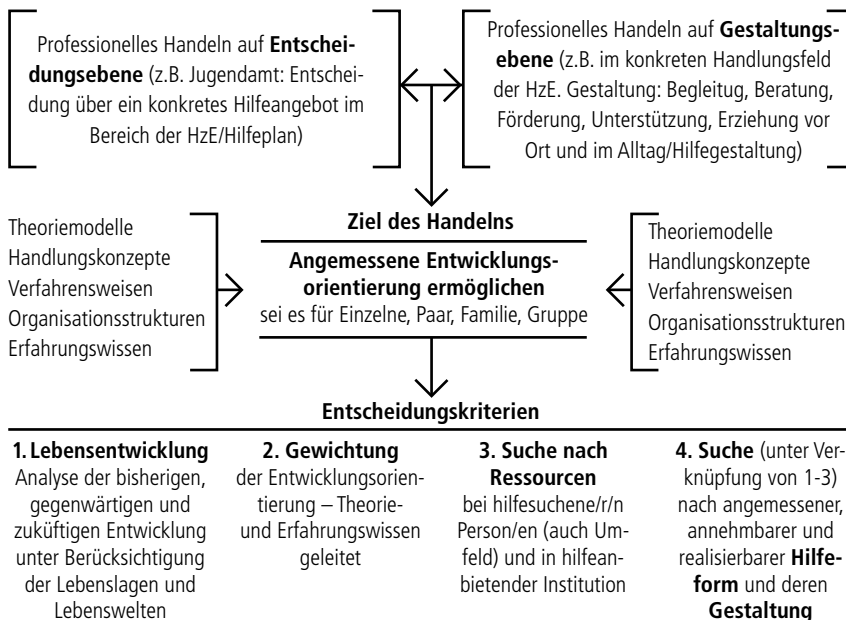 Professionelles Handeln auf Entschei-
dungsebene (z.B. Jugendamt: Entschei-
dung über ein konkretes Hilfeangebot im
Bereich der HzE/Hilfeplan)
Professionelles Handeln auf Gestaltungs-
ebene (z.B. im konkreten Handlungsfeld
der HzE. Gestaltung: Begleitug, Beratung,
Förderung, Unterstützung, Erziehung vor
Ort und im Alltag/Hilfegestaltung)
Ziel des Handelns
Theoriemodelle
Handlungskonzepte
Verfahrensweisen
Organisationsstrukturen
Erfahrungswissen
Angemessene Entwicklungs-
orientierung ermöglichen
sei es für Einzelne, Paar, Familie, Gruppe
Theoriemodelle
Handlungskonzepte
Verfahrensweisen
Organisationsstrukturen
Erfahrungswissen
Entscheidungskriterien
1. Lebensentwicklung
Analyse der bisherigen,
gegenwärtigen und
zuküftigen Entwicklung
unter Berücksichtigung
der Lebenslagen und
Lebenswelten
2. Gewichtung
der Entwicklungsorien-
tierung – Theorie-
und Erfahrungswissen
geleitet
3. Suche nach
Ressourcen
bei hilfesuchene/r/n
Person/en (auch Um-
feld) und in hilfean-
bietender Institution
4. Suche (unter Ver-
knüpfung von 1-3)
nach angemessener,
annehmbarer und
realisierbarer Hilfe-
form und deren
Gestaltung